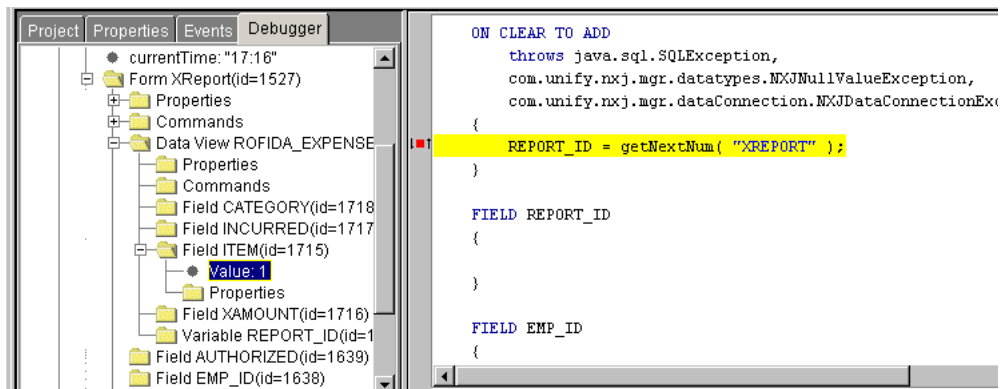 Project Properties Events Debugger
currentTime: "17:16"
Form XReport(id=1527)
Properties
Commands
Data View ROFIDA_EXPENSE
Properties
Commands
Field CATEGORY(id=1718
Field INCURRED(id=1717
Field ITEM(id=1715)
Value: 1
Properties
Field XAMOUNT(id=1716)
Variable REPORT_ID(id=1
Field AUTHORIZED(id=1639)
Field EMP_ID(id=1638)
ON CLEAR TO ADD
throws java.sql.SQLException,
com.unify.nxj.mgr.datatypes.NXJNullValueException,
com.unify.nxj.mgr.dataConnection.NXJDataConnectionExc
{
REPORT_ID = getNextNum( "XREPORT" );
}
FIELD REPORT_ID
{
}
FIELD EMP_ID
{